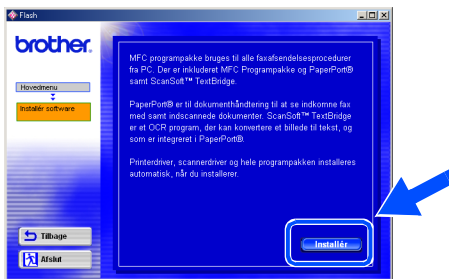 Flash
brother.
Hovedmenu
Installér software
MFC programpakke bruges til alle faxafsendelsesprocedurer
fra PC. Der er inkluderet MFC Programpakke og PaperPort®
samt ScanSoft™ TextBridge.
PaperPort® er til dokumenthåndtering til at se indkomne fax
med samt indscannede dokumenter. ScanSoft™ TextBridge
er et OCR program, der kan konvertere et billede til tekst, og
som er integreret i PaperPort®.
Printerdriver, scannerdriver og hele programpakken installeres
automatisk, når du installerer.
Installér
Tilbage
Afslut